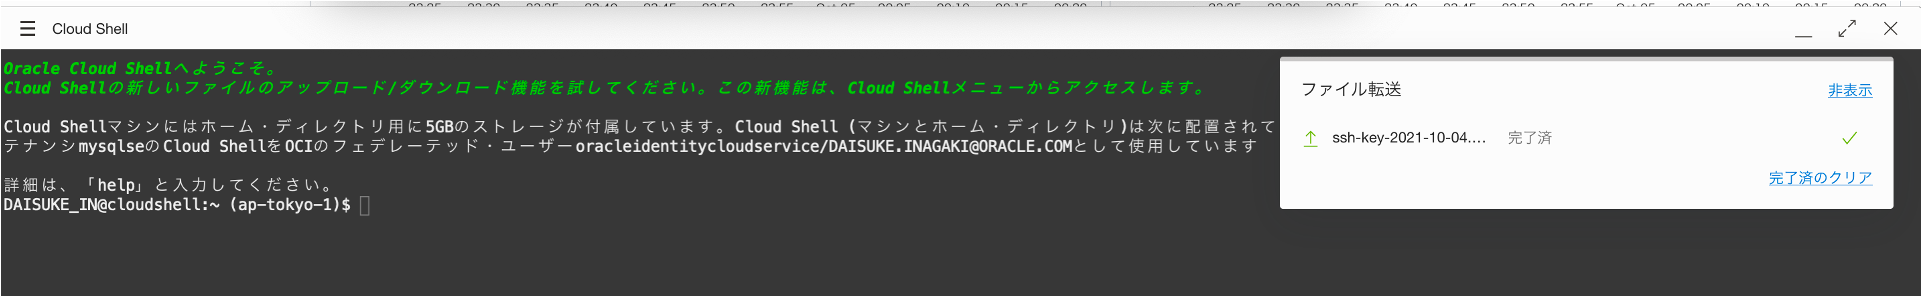 Cloud Shell
Oracle Cloud Shellへようこそ。
Cloud Shellの新しいファイルのアップロード/ダウンロード機能を試してください。この新機能は、Cloud Shellメニューからアクセスします。
Cloud Shellマシンにはホーム・ディレクトリ用に5GBのストレージが付属しています。Cloud Shell (マシンとホーム・ディレクトリ)は次に配置されて
テナンシmysqlseのCloud ShellをOCIのフェデレーテッド・ユーザーoracleidentitycloudservice/DAISUKE.INAGAKI@ORACLE.COMとして使用しています
詳細は、「help」と入力してください。
DAISUKE_IN@cloudshell:~ (ap-tokyo-1)$
ファイル転送 非表示
ssh-key-2021-10-04.... 完了済
完了済のクリア